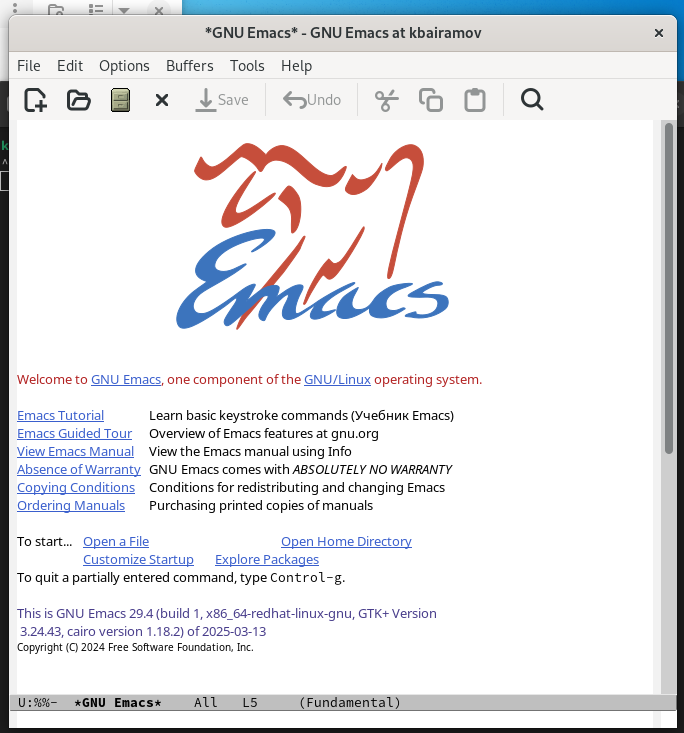 *GNU Emacs* - GNU Emacs at kbairamov
File Edit Options Buffers Tools Help
Save Undo
k
^
Emacs
Welcome to GNU Emacs, one component of the GNU/Linux operating system.
Emacs Tutorial Learn basic keystroke commands (Учебник Emacs)
Emacs Guided Tour Overview of Emacs features at gnu.org
View Emacs Manual View the Emacs manual using Info
Absence of Warranty GNU Emacs comes with ABSOLUTELY NO WARRANTY
Copying Conditions Conditions for redistributing and changing Emacs
Ordering Manuals Purchasing printed copies of manuals
To start... Open a File Open Home Directory
Customize Startup Explore Packages
To quit a partially entered command, type Control-g.
This is GNU Emacs 29.4 (build 1, x86_64-redhat-linux-gnu, GTK+ Version
3.24.43, cairo version 1.18.2) of 2025-03-13
Copyright (C) 2024 Free Software Foundation, Inc.
U:%%- *GNU Emacs* All L5 (Fundamental)